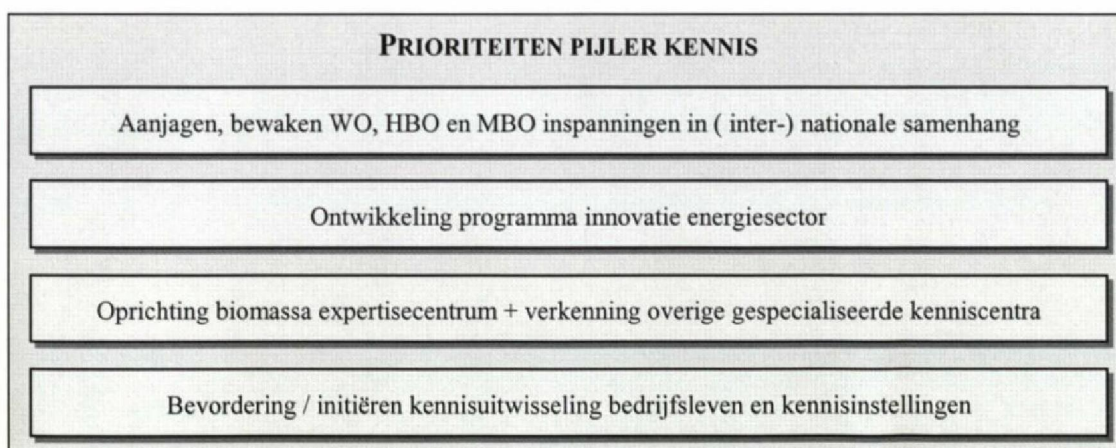 PRIORITEITEN PIJLER KENNIS
Aanjagen, bewaken WO, HBO en MBO inspanningen in ( inter-) nationale samenhang
Ontwikkeling programma innovatie energiesector
Oprichting biomassa expertisecentrum + verkenning overige gespecialiseerde kenniscentra
Bevordering / initiëren kennisuitwisseling bedrijfsleven en kennisinstellingen